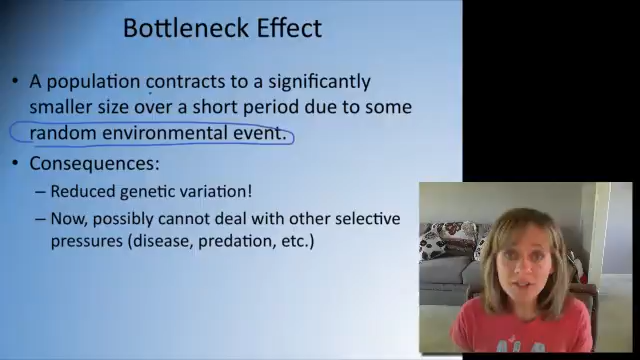 Bottleneck Effect
• A population contracts to a significantly
smaller size over a short period due to some
random environmental event.
• Consequences:
– Reduced genetic variation!
– Now, possibly cannot deal with other selective
pressures (disease, predation, etc.)